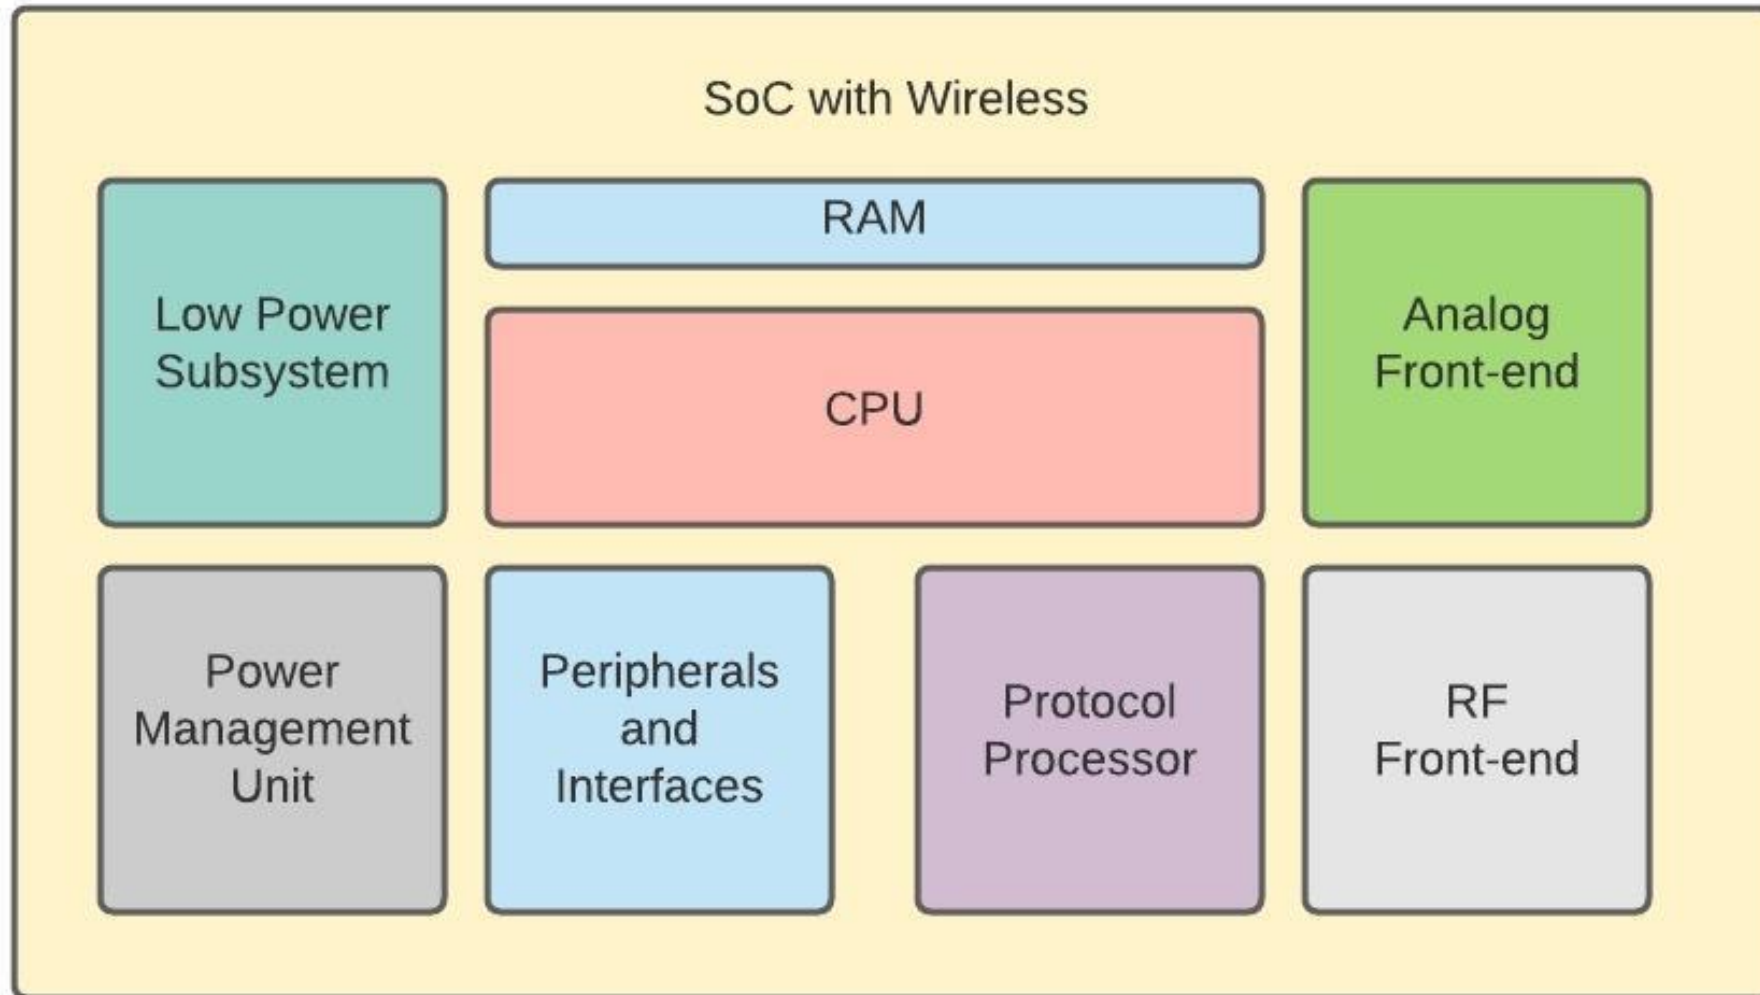 SoC with Wireless
RAM
Low Power
Subsystem
CPU
Analog
Front-end
Power
Management
Unit
Peripherals
and
Interfaces
Protocol
Processor
RF
Front-end